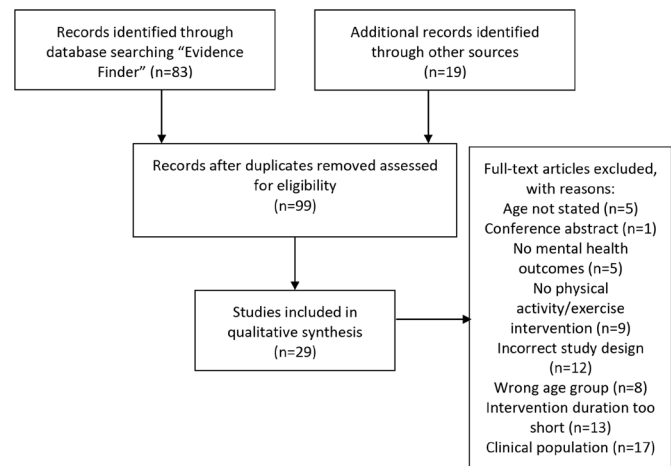 Records identified through
database searching “Evidence
Finder” (n=83)
Additional records identified
through other sources
(n=19)
Records after duplicates removed assessed
for eligibility
(n=99)
Studies included in
qualitative synthesis
(n=29)
Full-text articles excluded,
with reasons:
Age not stated (n=5)
Conference abstract (n=1)
No mental health
outcomes (n=5)
No physical
activity/exercise
intervention (n=9)
Incorrect study design
(n=12)
Wrong age group (n=8)
Intervention duration too
short (n=13)
Clinical population (n=17)